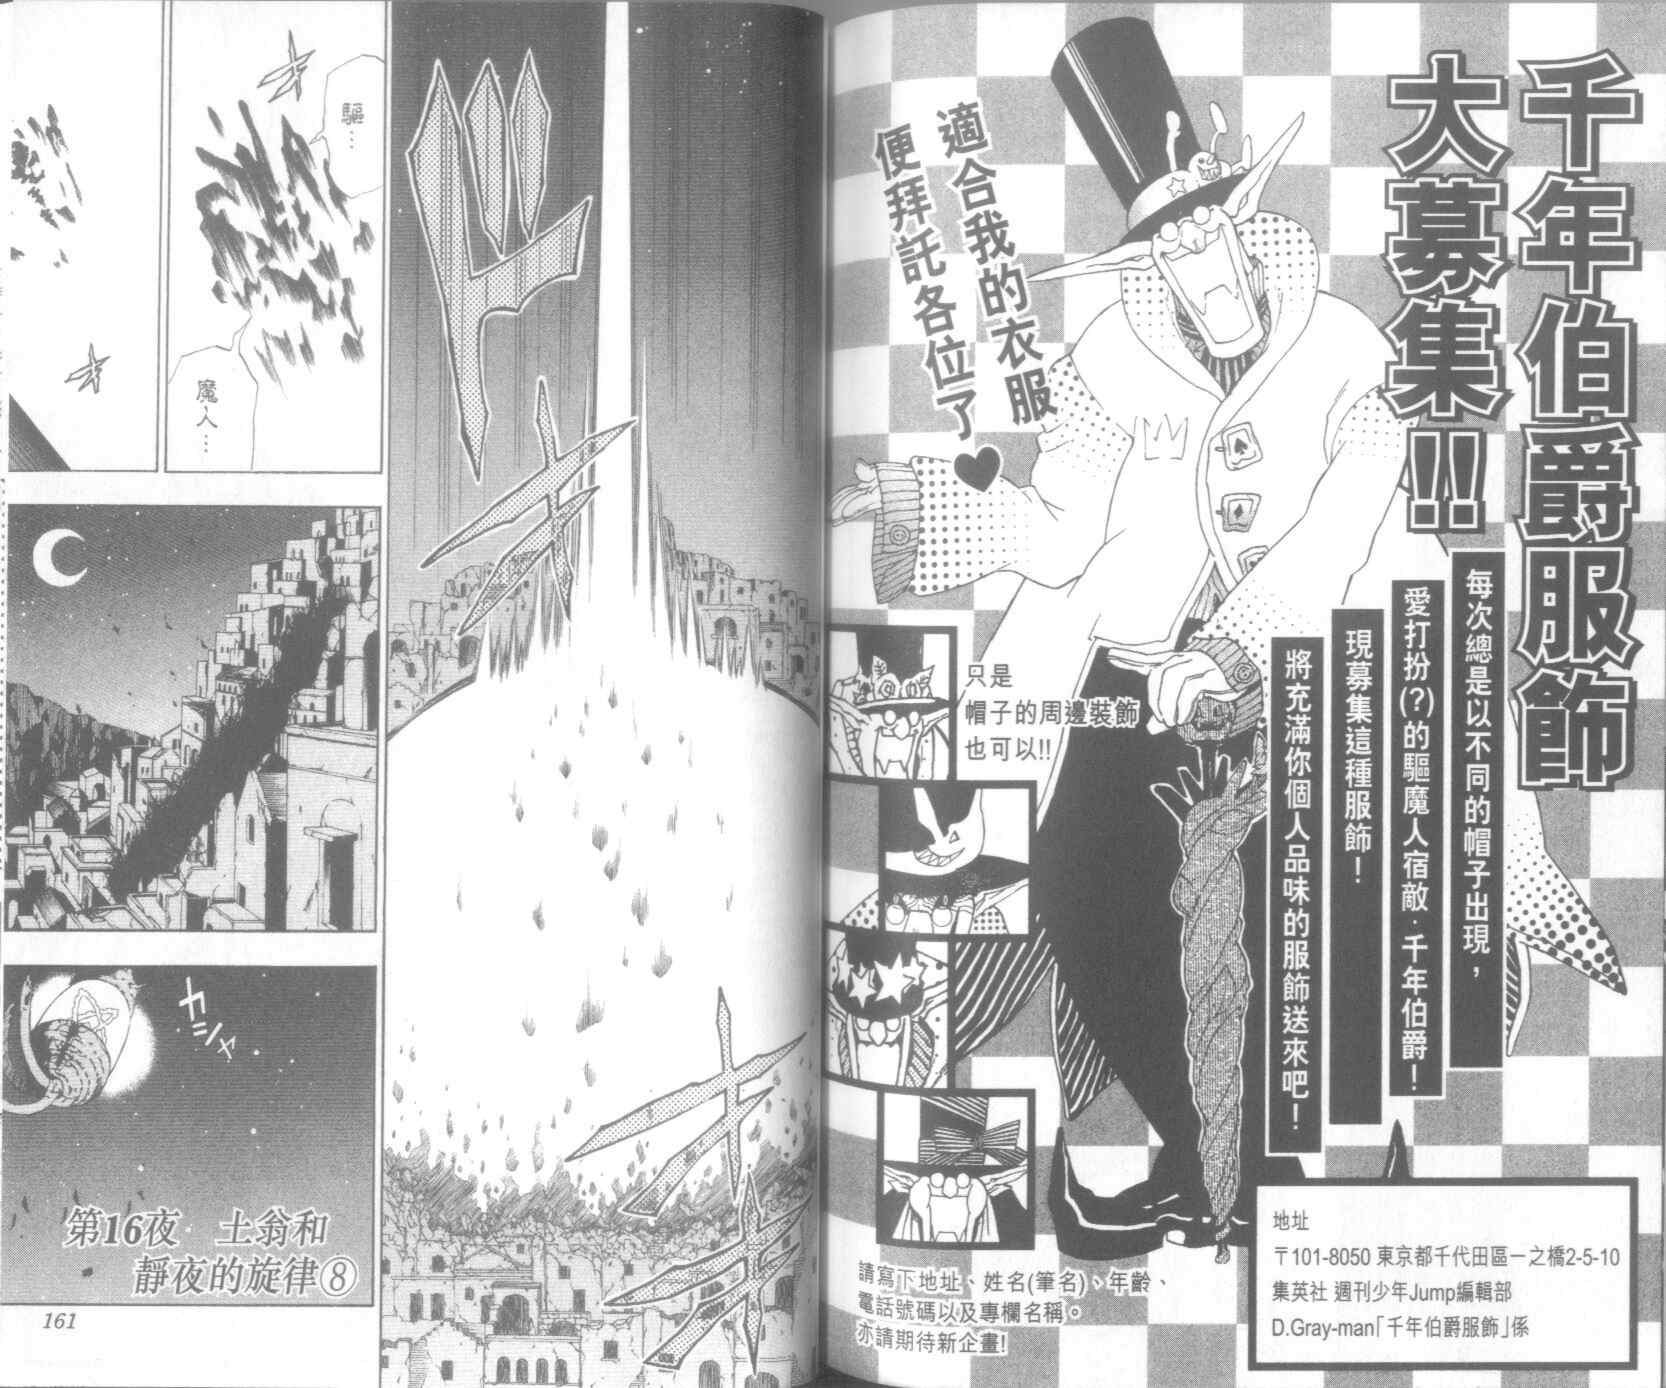 千年伯爵服飾
大募集!!
每次總是以不同的帽子出現，
愛打扮(?)的驅魔人宿敵·千年伯爵！
現募集這種服飾！
將充滿你個人品味的服飾送來吧！
適合我的衣服
便拜託各位了♥
只是
帽子的周邊裝飾
也可以!!
請寫下地址、姓名(筆名)、年齡、
電話號碼以及專欄名稱。
亦請期待新企畫!
地址
〒101-8050 東京都千代田區一之橋2-5-10
集英社 週刊少年Jump編輯部
D.Gray-man「千年伯爵服飾」係
ドオオオ
驅…
魔人…
ガシャ
第16夜　土翁和
靜夜的旋律⑧
161